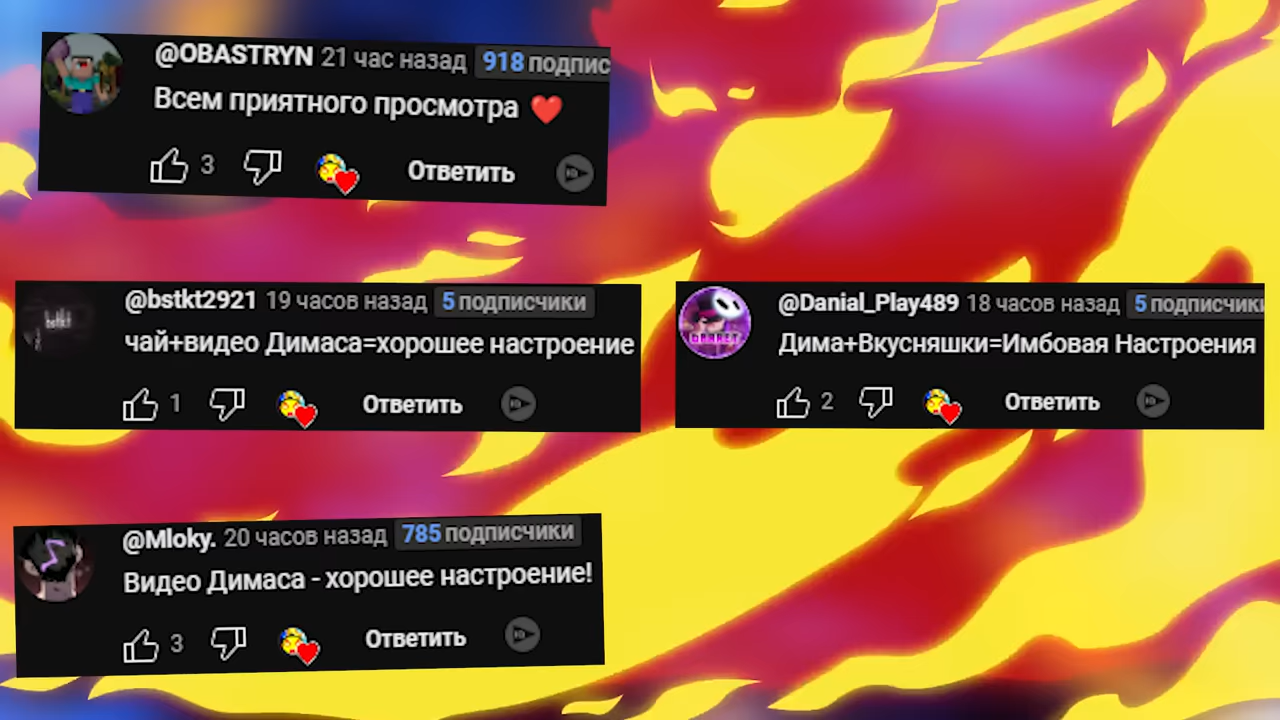 @OBASTRYN 21 час назад 918 подпис
Всем приятного просмотра ❤️
3 Ответить
@bstkt2921 19 часов назад 5 подписчики
чай+видео Димаса=хорошее настроение
1 Ответить
@Danial_Play489 18 часов назад 5 подписчики
Дима+Вкусняшки=Имбовая Настроения
2 Ответить
@Mloky. 20 часов назад 785 подписчики
Видео Димаса - хорошее настроение!
3 Ответить